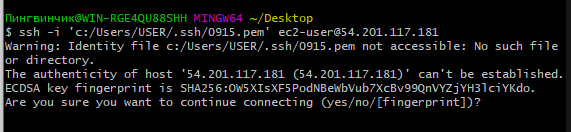 Пингвинчик@WIN-RGE4QU88SHH MINGW64 ~/Desktop
$ ssh -i 'c:/Users/USER/.ssh/0915.pem' ec2-user@54.201.117.181
Warning: Identity file c:/Users/USER/.ssh/0915.pem not accessible: No such file
or directory.
The authenticity of host '54.201.117.181 (54.201.117.181)' can't be established.
ECDSA key fingerprint is SHA256:OW5XIsXF5PodNBeWbVub7XcBv99QnVYZjYH3lciYKdo.
Are you sure you want to continue connecting (yes/no/[fingerprint])?